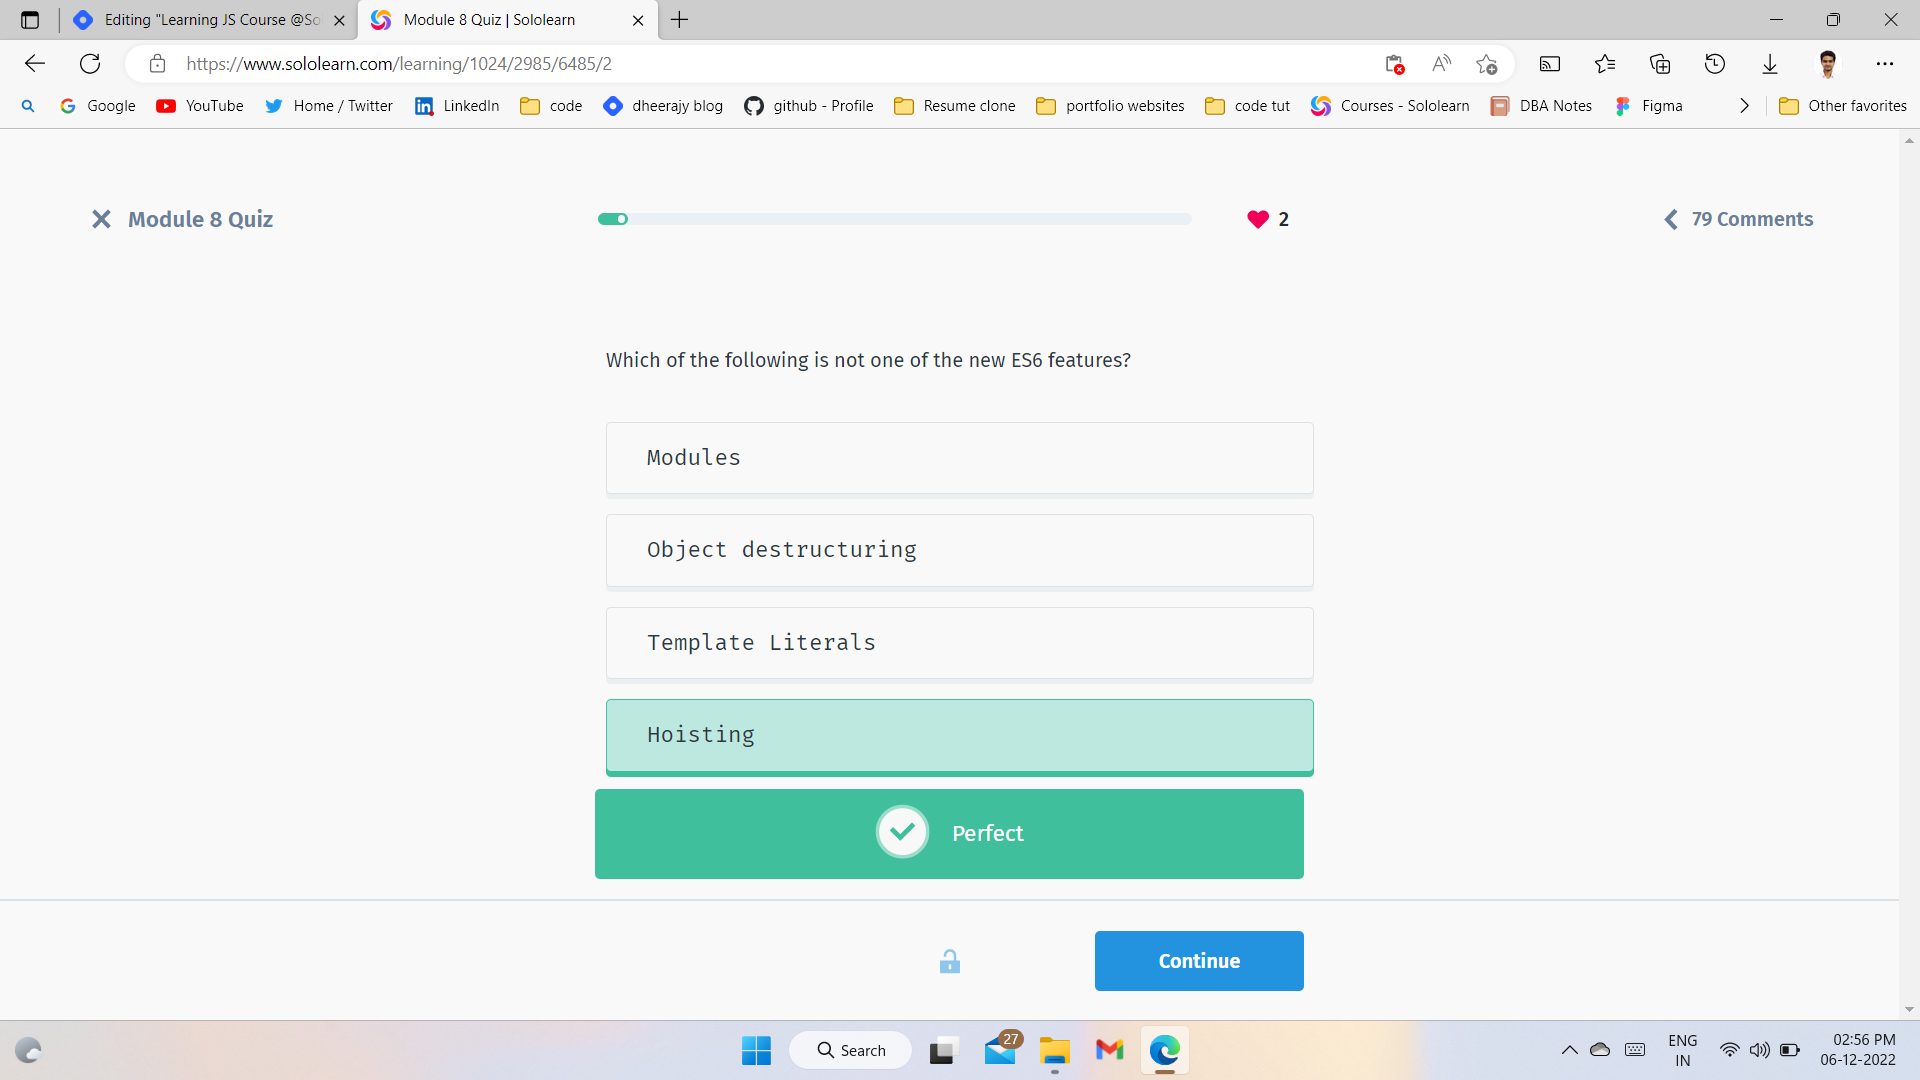 Editing "Learning JS Course @So
Module 8 Quiz | Sololearn
https://www.sololearn.com/learning/1024/2985/6485/2
Google
YouTube
Home / Twitter
LinkedIn
code
dheerajy blog
github - Profile
Resume clone
portfolio websites
code tut
Courses - Sololearn
DBA Notes
Figma
Other favorites
Module 8 Quiz
2
79 Comments
Which of the following is not one of the new ES6 features?
Modules
Object destructuring
Template Literals
Hoisting
Perfect
Continue
Search
27
ENG
IN
02:56 PM
06-12-2022